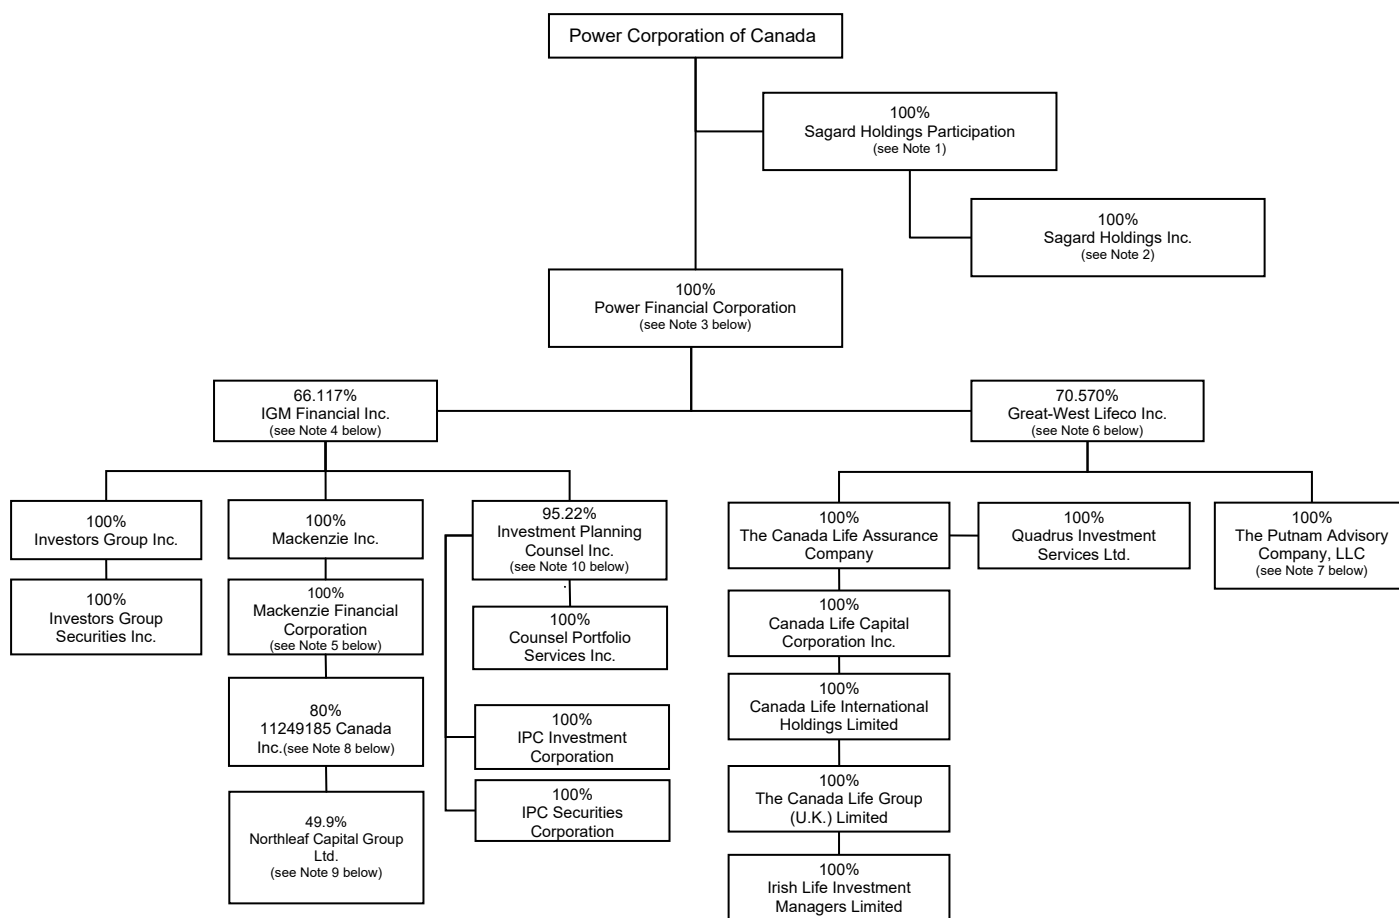 Power Corporation of Canada
100%
Sagard Holdings Participation
(see Note 1)
100%
Sagard Holdings Inc.
(see Note 2)
100%
Power Financial Corporation
(see Note 3 below)
66.117%
IGM Financial Inc.
(see Note 4 below)
70.570%
Great-West Lifeco Inc.
(see Note 6 below)
100%
Investors Group Inc.
100%
Investors Group
Securities Inc.
100%
Mackenzie Inc.
100%
Mackenzie Financial
Corporation
(see Note 5 below)
80%
11249185 Canada
Inc.(see Note 8 below)
49.9%
Northleaf Capital Group
Ltd.
(see Note 9 below)
95.22%
Investment Planning
Counsel Inc.
(see Note 10 below)
100%
Counsel Portfolio
Services Inc.
100%
IPC Investment
Corporation
100%
IPC Securities
Corporation
100%
The Canada Life Assurance
Company
100%
Canada Life Capital
Corporation Inc.
100%
Canada Life International
Holdings Limited
100%
The Canada Life Group
(U.K.) Limited
100%
Irish Life Investment
Managers Limited
100%
Quadrus Investment
Services Ltd.
100%
The Putnam Advisory
Company, LLC
(see Note 7 below)